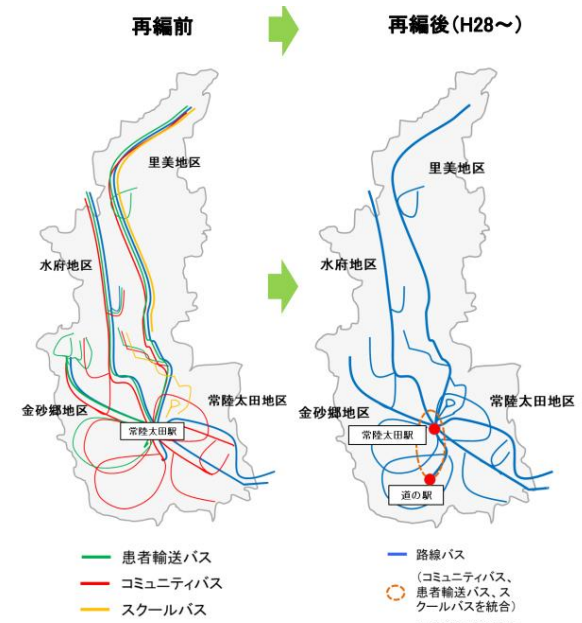 再編前
再編後(H28～)
里美地区
水府地区
金砂郷地区
常陸太田地区
常陸太田駅
患者輸送バス
コミュニティバス
スクールバス
里美地区
水府地区
金砂郷地区
常陸太田地区
常陸太田駅
道の駅
路線バス
(コミュニティバス、
患者輸送バス、ス
クールバスを統合)